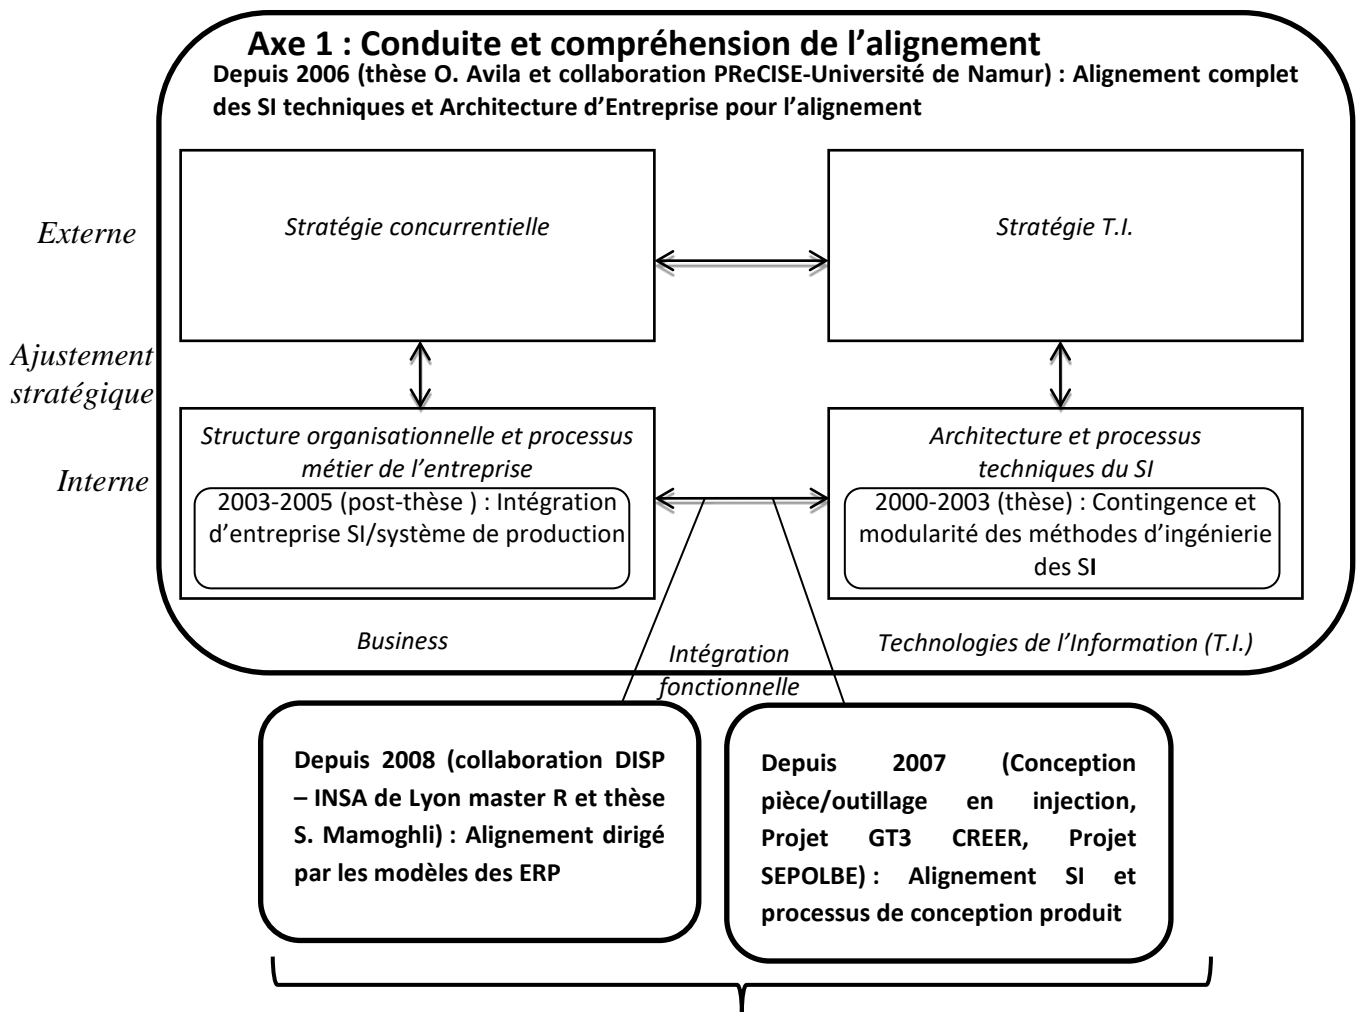 Axe 1 : Conduite et compréhension de l’alignement
Depuis 2006 (thèse O. Avila et collaboration PReCISE-Université de Namur) : Alignement complet
des SI techniques et Architecture d’Entreprise pour l’alignement
Externe
Stratégie concurrentielle
Stratégie T.I.
Ajustement
stratégique
Interne
Structure organisationnelle et processus
métier de l’entreprise
2003-2005 (post-thèse ) : Intégration
d’entreprise SI/système de production
Architecture et processus
techniques du SI
2000-2003 (thèse) : Contingence et
modularité des méthodes d’ingénierie
des SI
Business
Intégration
fonctionnelle
Technologies de l’Information (T.I.)
Depuis 2008 (collaboration DISP
– INSA de Lyon master R et thèse
S. Mamoghli) : Alignement dirigé
par les modèles des ERP
Depuis 2007 (Conception
pièce/outillage en injection,
Projet GT3 CREER, Projet
SEPOLBE) : Alignement SI et
processus de conception produit